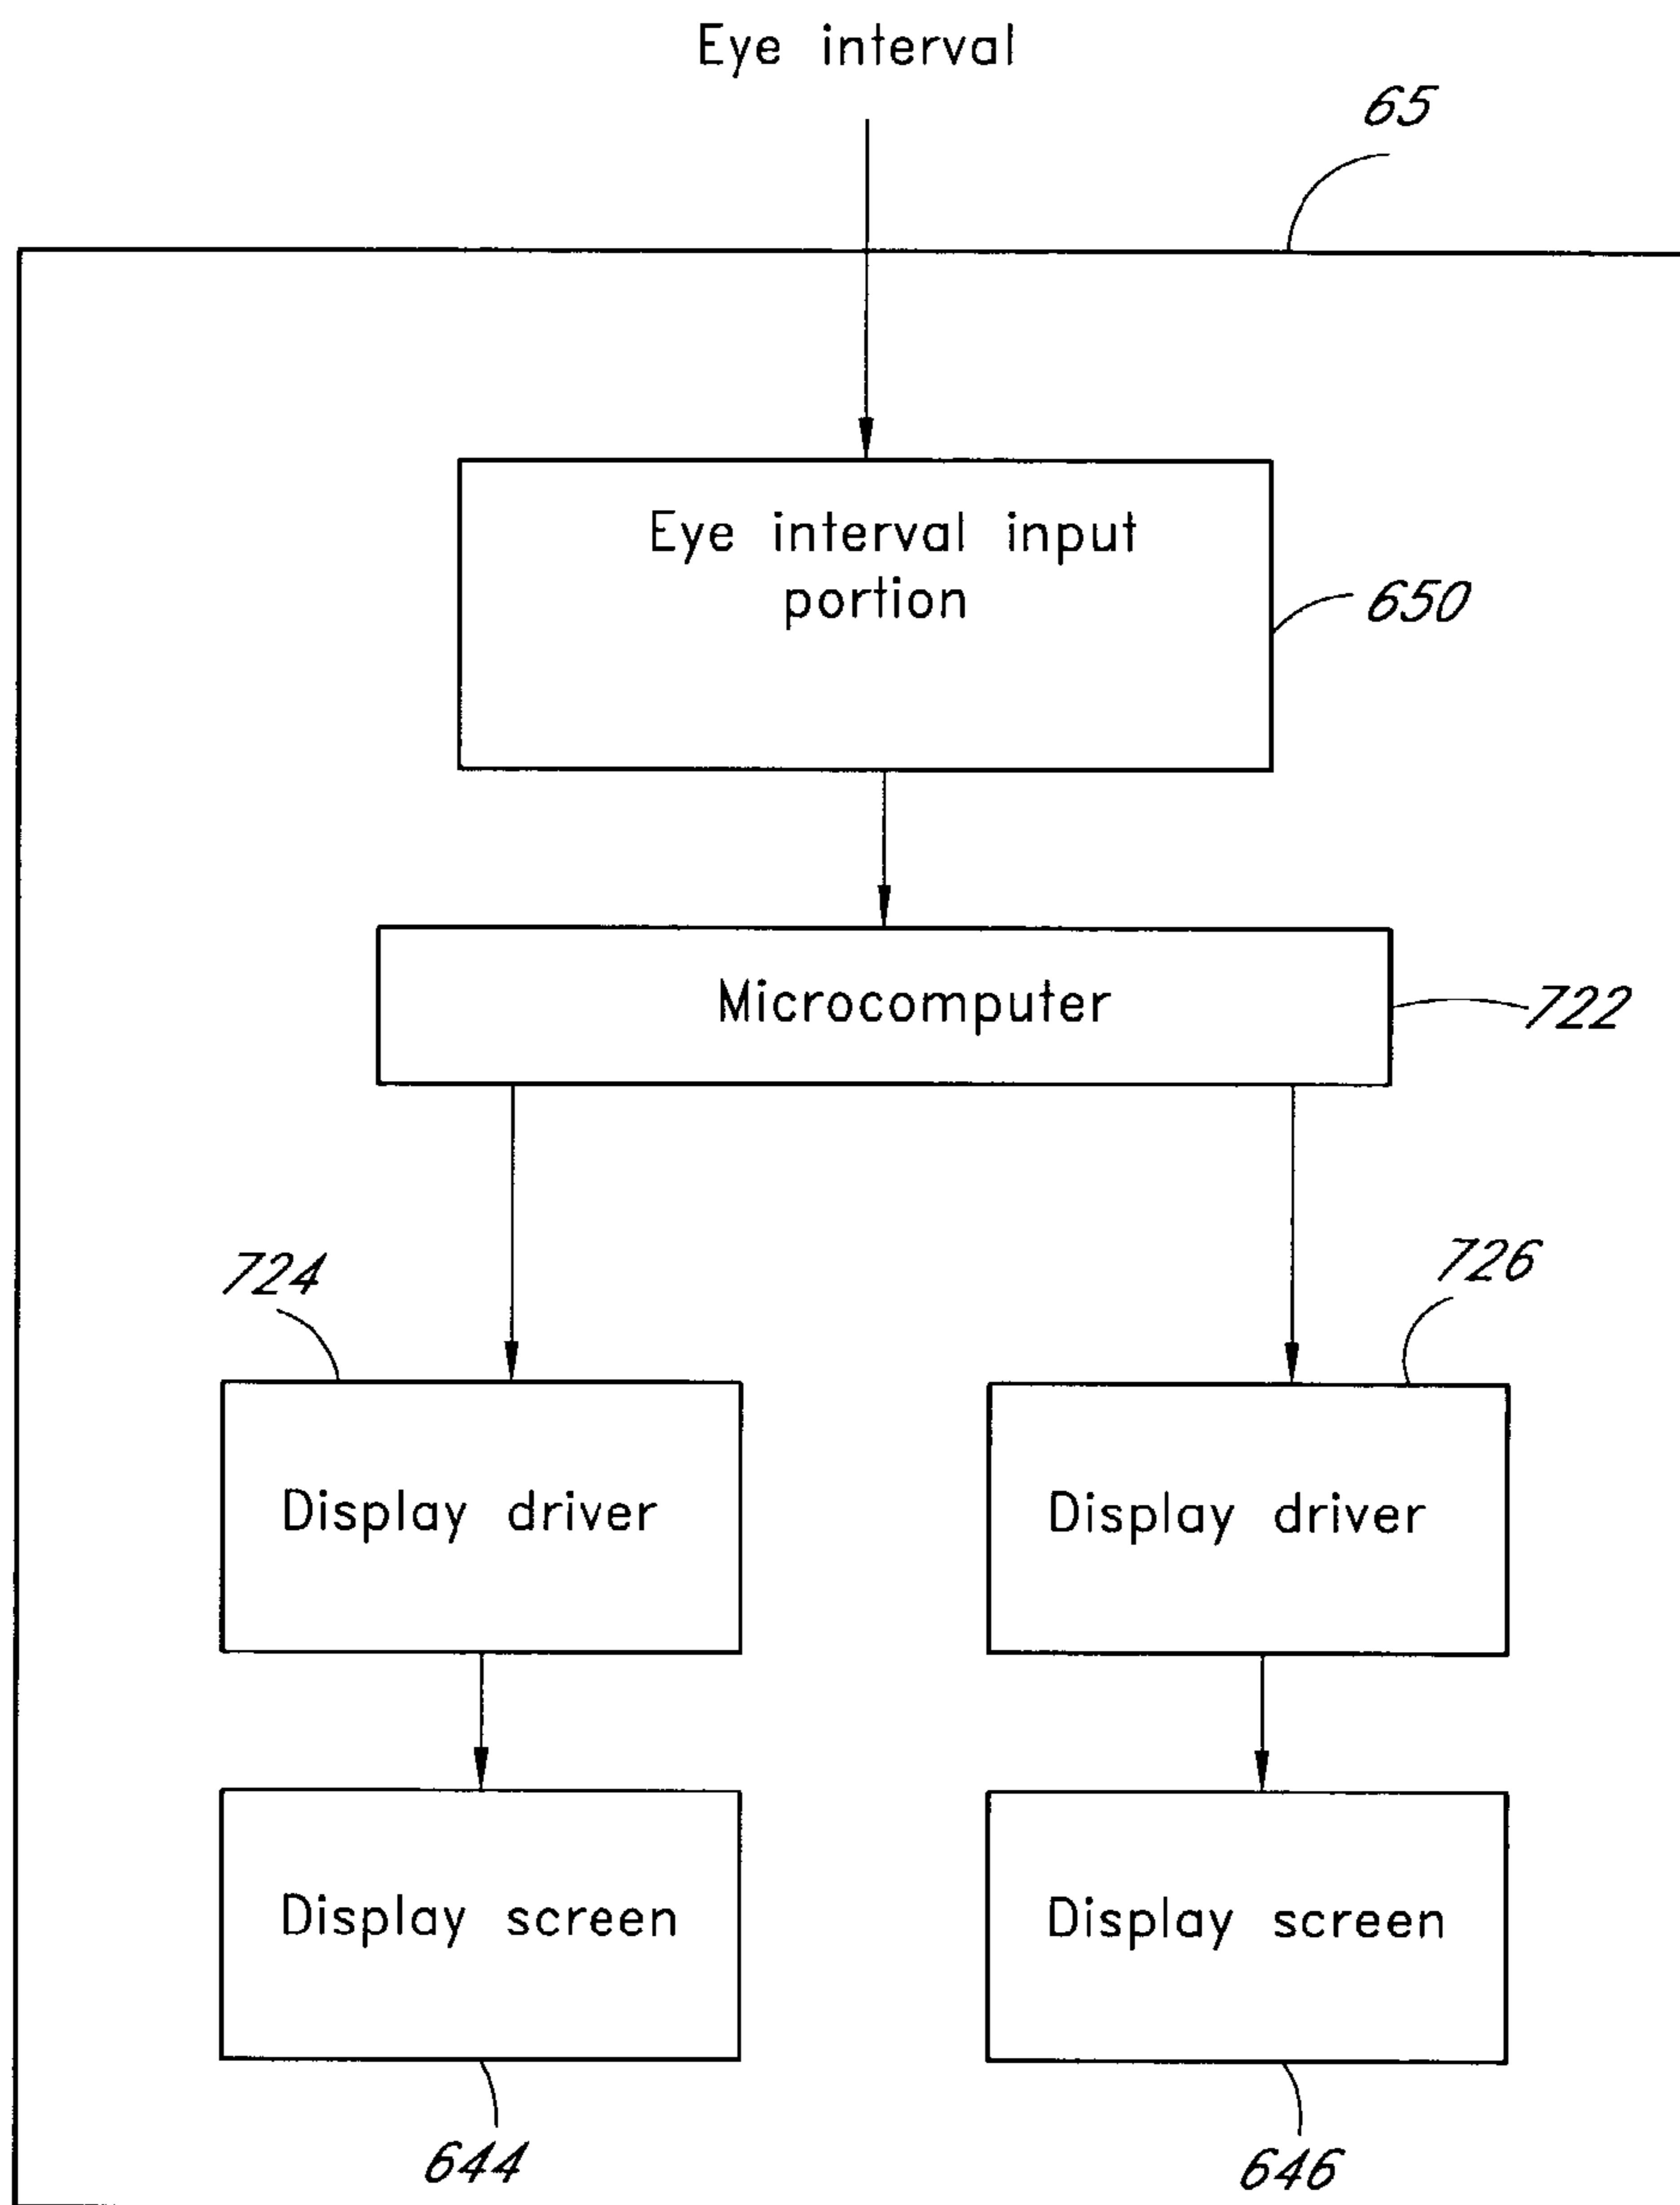 Eye interval
65
Eye interval input
portion
650
Microcomputer
722
724
726
Display driver
Display driver
Display screen
Display screen
644
646